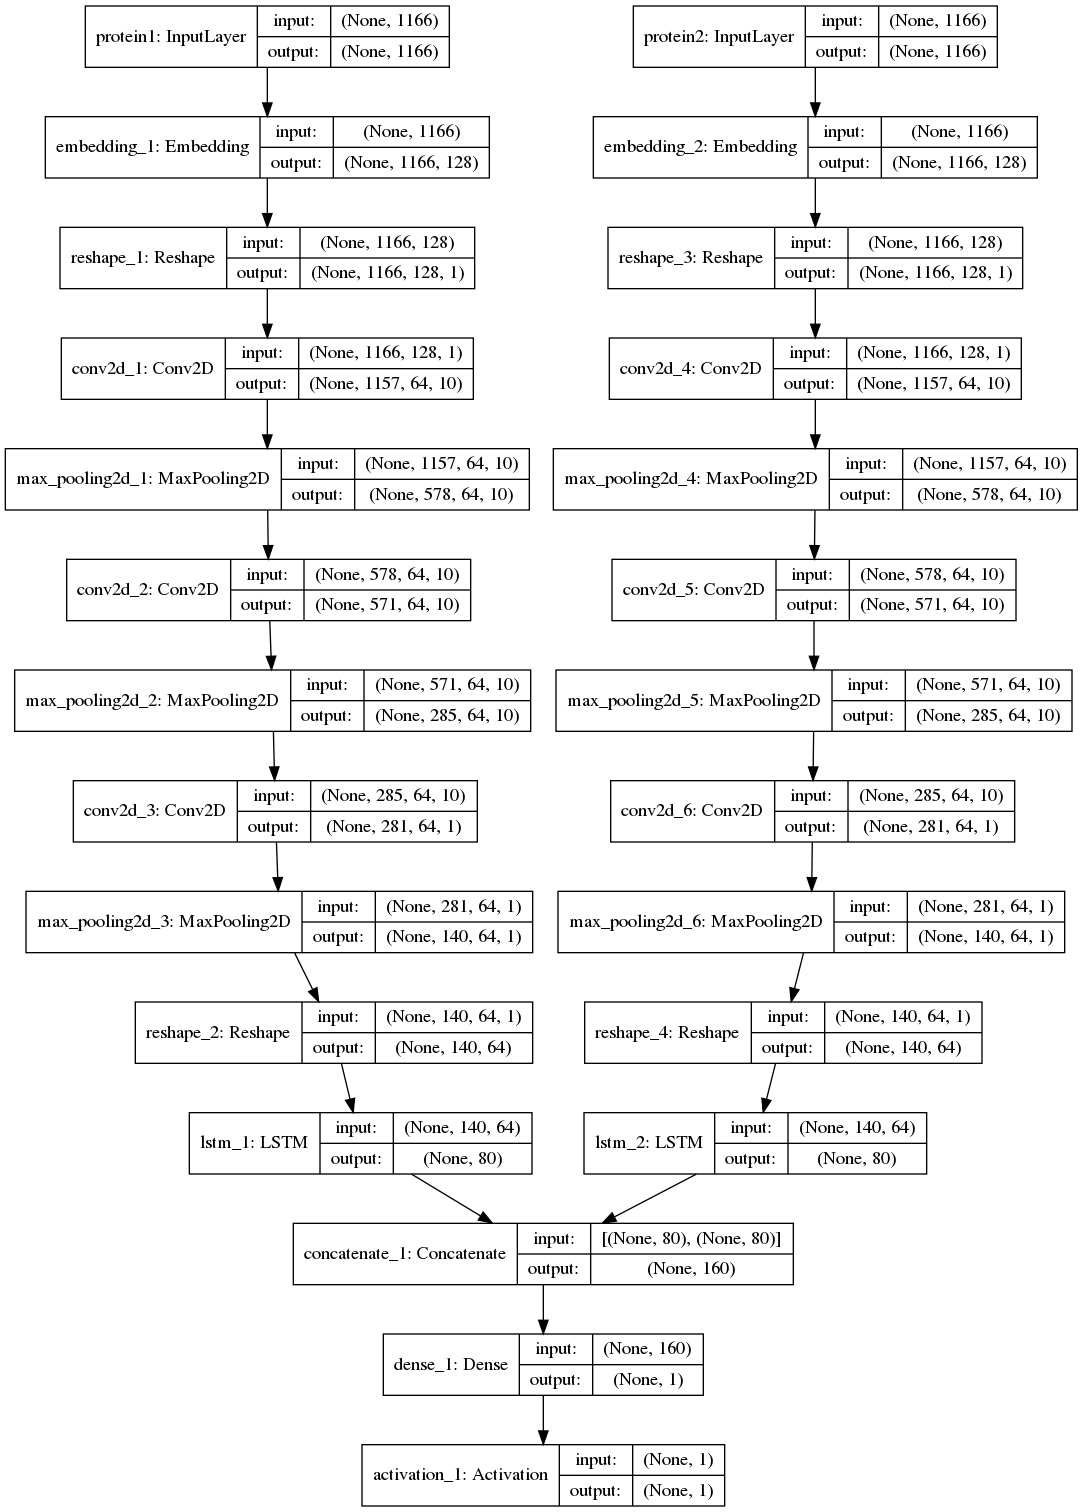 protein1: InputLayer
input:
(None, 1166)
output:
(None, 1166)
protein2: InputLayer
input:
(None, 1166)
output:
(None, 1166)
embedding_1: Embedding
input:
(None, 1166)
output:
(None, 1166, 128)
embedding_2: Embedding
input:
(None, 1166)
output:
(None, 1166, 128)
reshape_1: Reshape
input:
(None, 1166, 128)
output:
(None, 1166, 128, 1)
reshape_3: Reshape
input:
(None, 1166, 128)
output:
(None, 1166, 128, 1)
conv2d_1: Conv2D
input:
(None, 1166, 128, 1)
output:
(None, 1157, 64, 10)
conv2d_4: Conv2D
input:
(None, 1166, 128, 1)
output:
(None, 1157, 64, 10)
max_pooling2d_1: MaxPooling2D
input:
(None, 1157, 64, 10)
output:
(None, 578, 64, 10)
max_pooling2d_4: MaxPooling2D
input:
(None, 1157, 64, 10)
output:
(None, 578, 64, 10)
conv2d_2: Conv2D
input:
(None, 578, 64, 10)
output:
(None, 571, 64, 10)
conv2d_5: Conv2D
input:
(None, 578, 64, 10)
output:
(None, 571, 64, 10)
max_pooling2d_2: MaxPooling2D
input:
(None, 571, 64, 10)
output:
(None, 285, 64, 10)
max_pooling2d_5: MaxPooling2D
input:
(None, 571, 64, 10)
output:
(None, 285, 64, 10)
conv2d_3: Conv2D
input:
(None, 285, 64, 10)
output:
(None, 281, 64, 1)
conv2d_6: Conv2D
input:
(None, 285, 64, 10)
output:
(None, 281, 64, 1)
max_pooling2d_3: MaxPooling2D
input:
(None, 281, 64, 1)
output:
(None, 140, 64, 1)
max_pooling2d_6: MaxPooling2D
input:
(None, 281, 64, 1)
output:
(None, 140, 64, 1)
reshape_2: Reshape
input:
(None, 140, 64, 1)
output:
(None, 140, 64)
reshape_4: Reshape
input:
(None, 140, 64, 1)
output:
(None, 140, 64)
lstm_1: LSTM
input:
(None, 140, 64)
output:
(None, 80)
lstm_2: LSTM
input:
(None, 140, 64)
output:
(None, 80)
concatenate_1: Concatenate
input:
[(None, 80), (None, 80)]
output:
(None, 160)
dense_1: Dense
input:
(None, 160)
output:
(None, 1)
activation_1: Activation
input:
(None, 1)
output:
(None, 1)